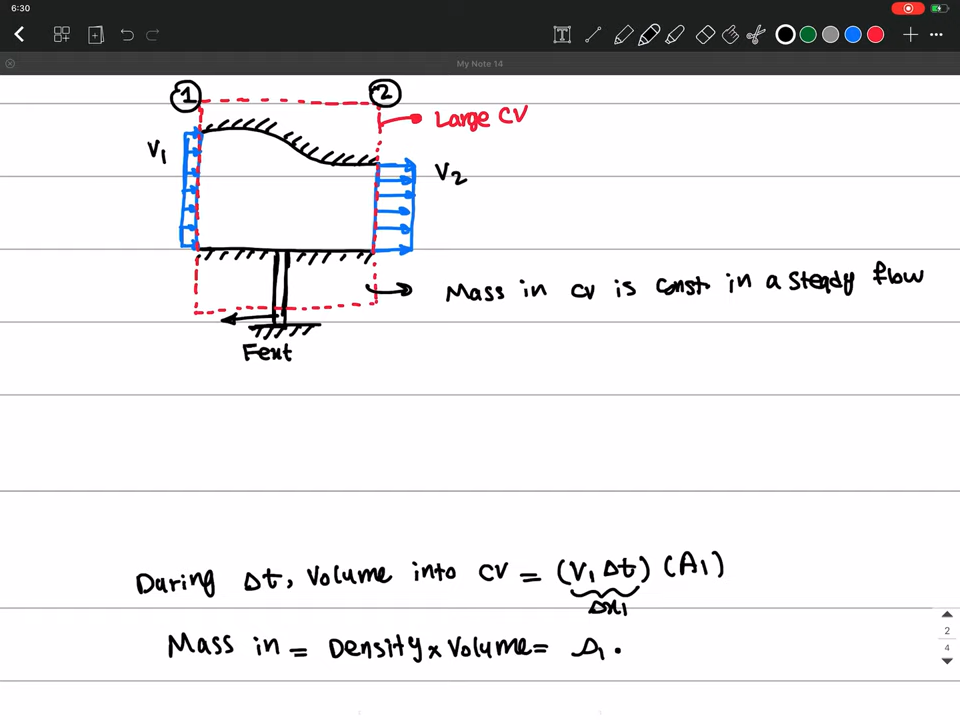 6:30
My Note 14
1
2
Large CV
V1
V2
Mass in CV is const. in a steady flow
Fext
During Δt, Volume into CV = (V1 Δt) (A1)
Δx1
2
4
Mass in = Density x Volume = ρ1 .